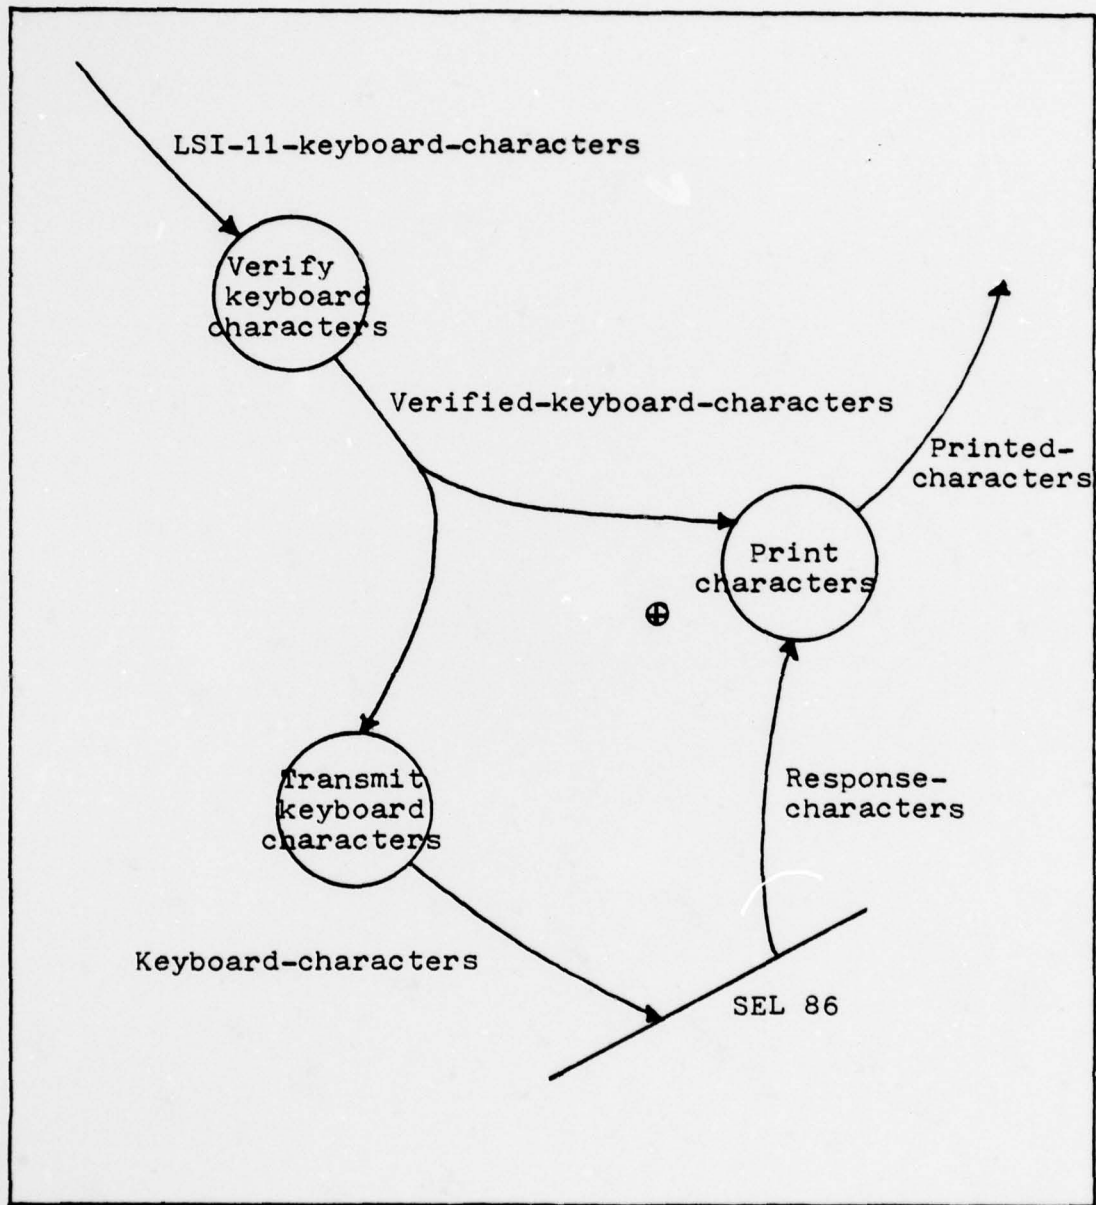 LSI-11-keyboard-characters
Verify
keyboard
characters
Verified-keyboard-characters
Printed-
characters
Print
characters
Transmit
keyboard
characters
Response-
characters
Keyboard-characters
SEL 86